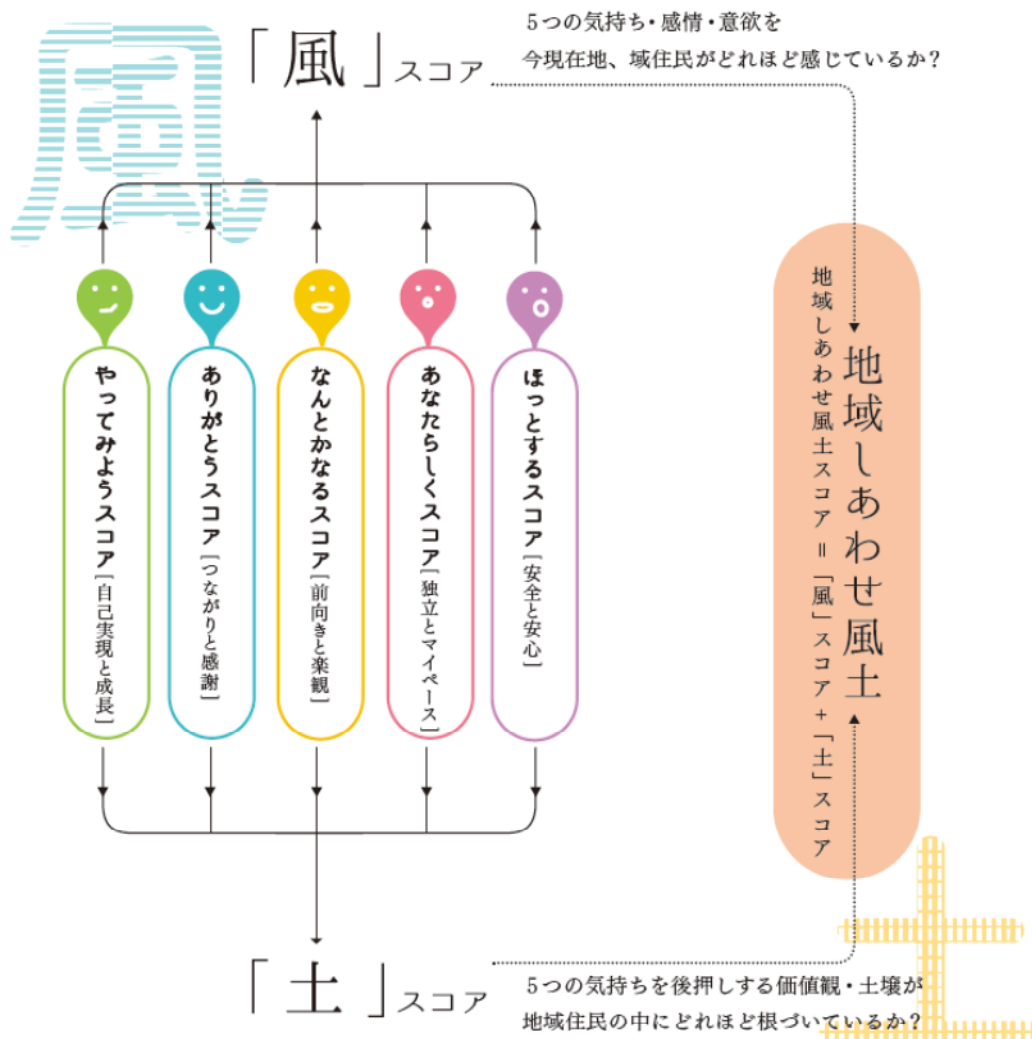 「風」スコア
5つの気持ち・感情・意欲を
今現在地、域住民がどれほど感じているか?
風
やってみようスコア[自己実現と成長]
ありがとうスコア[つながりと感謝]
なんとかなるスコア[前向きと楽観]
あなたらしくスコア[独立とマイペース]
ほっとするスコア[安全と安心]
地域しあわせ風土
地域しあわせ風土スコア=「風」スコア+「土」スコア
「土」スコア
5つの気持ちを後押しする価値観・土壌が
地域住民の中にどれほど根づいているか?
土